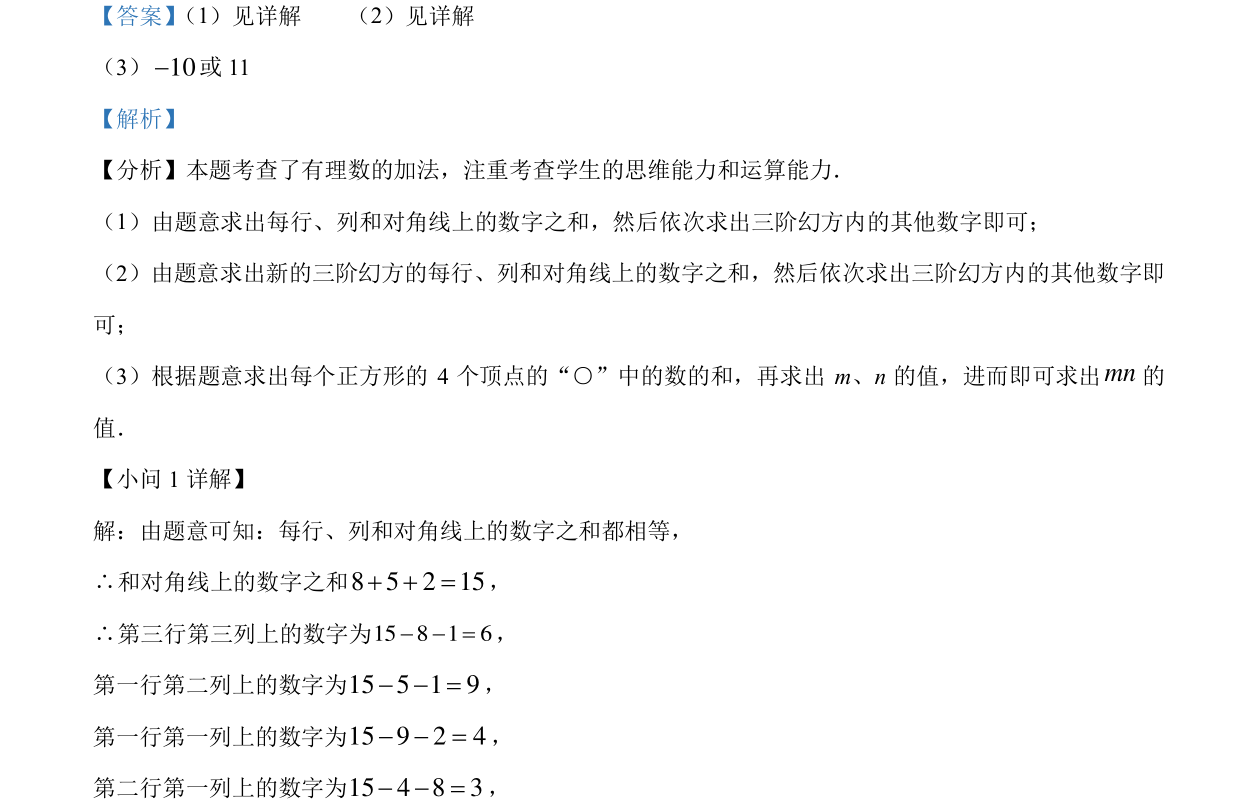 【答案】（1）见详解　　（2）见详解
（3）−10或 11
【解析】
【分析】本题考查了有理数的加法，注重考查学生的思维能力和运算能力．
（1）由题意求出每行、列和对角线上的数字之和，然后依次求出三阶幻方内的其他数字即可；
（2）由题意求出新的三阶幻方的每行、列和对角线上的数字之和，然后依次求出三阶幻方内的其他数字即
可；
（3）根据题意求出每个正方形的 4 个顶点的“○”中的数的和，再求出 m、n 的值，进而即可求出 mn 的
值．
【小问 1 详解】
解：由题意可知：每行、列和对角线上的数字之和都相等，
∴和对角线上的数字之和8+5+2=15，
∴第三行第三列上的数字为15−8−1=6，
第一行第二列上的数字为15−5−1=9，
第一行第一列上的数字为15−9−2=4，
第二行第一列上的数字为15−4−8=3，